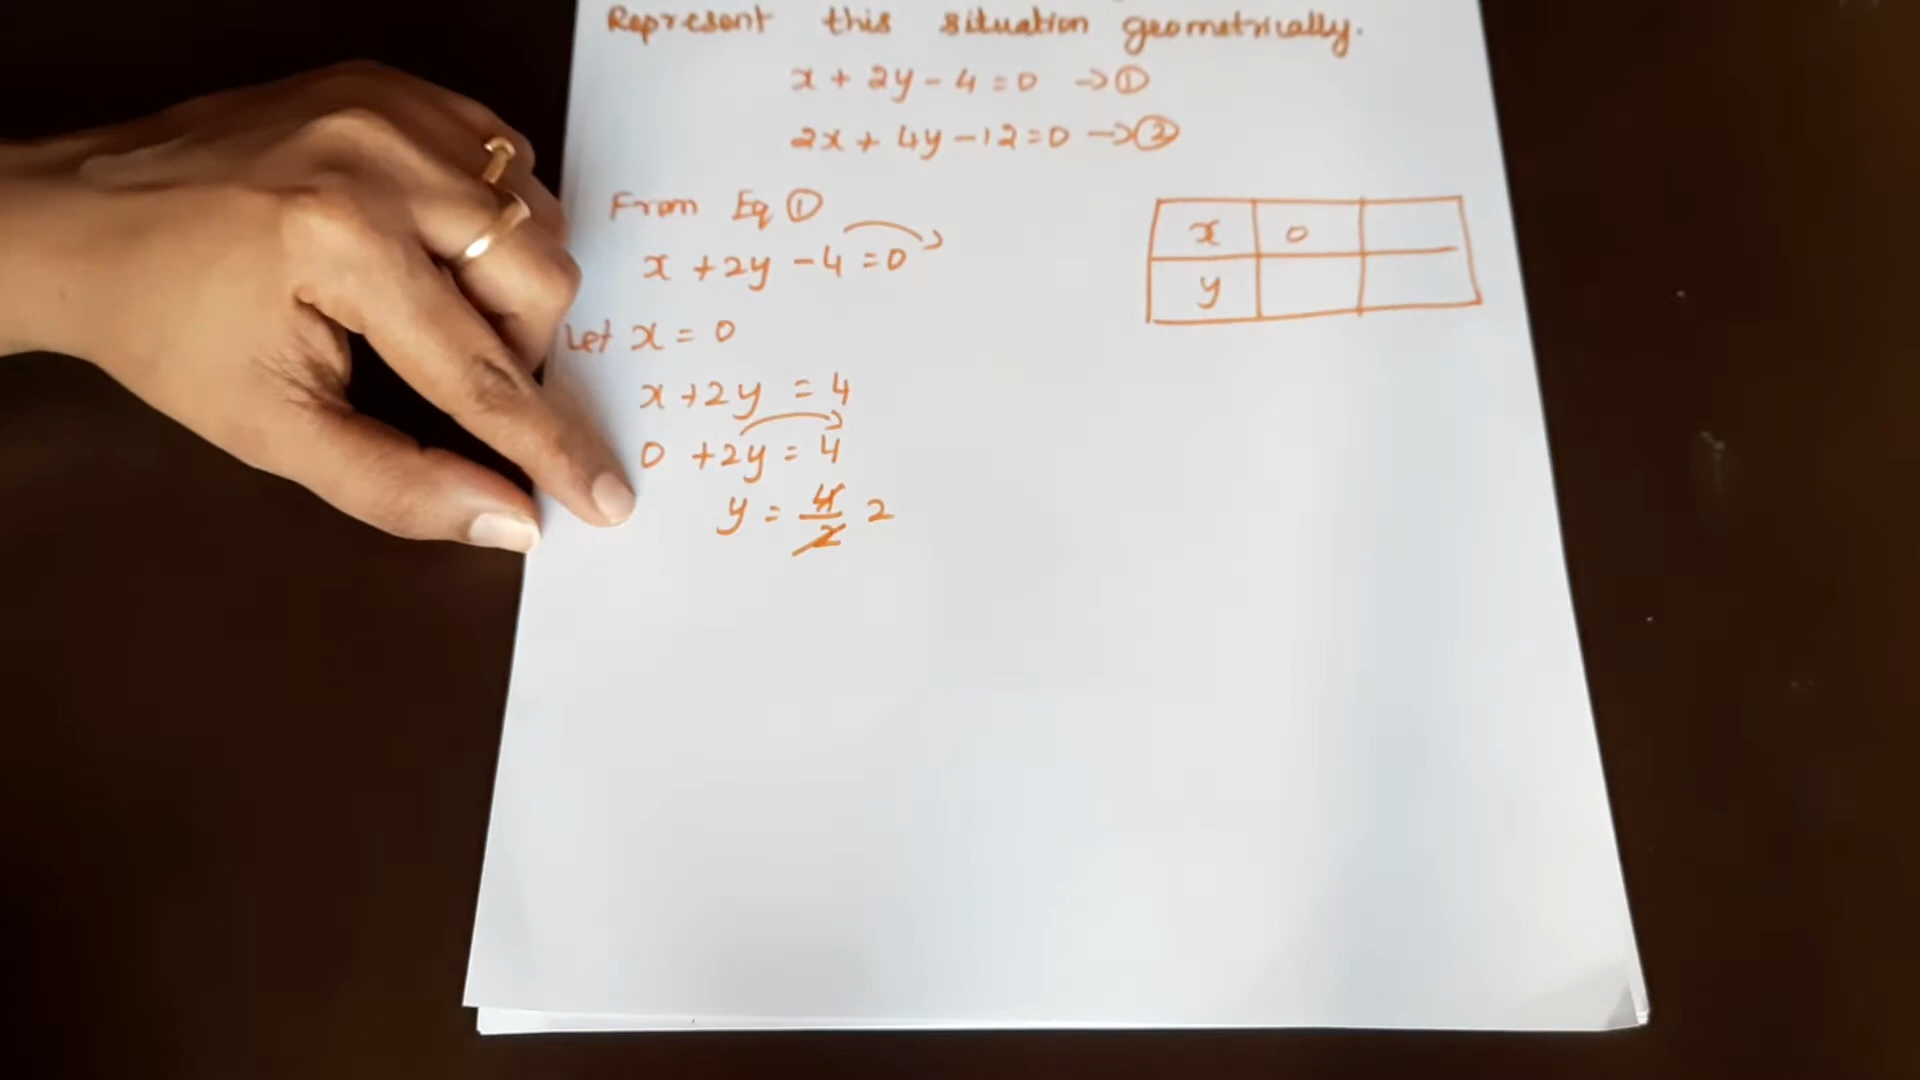 Represent this situation geometrically.
x + 2y - 4 = 0 → ①
2x + 4y - 12 = 0 → ②
From Eq ①
x + 2y - 4 = 0
x 0
y
Let x = 0
x + 2y = 4
0 + 2y = 4
y = 4/2 2